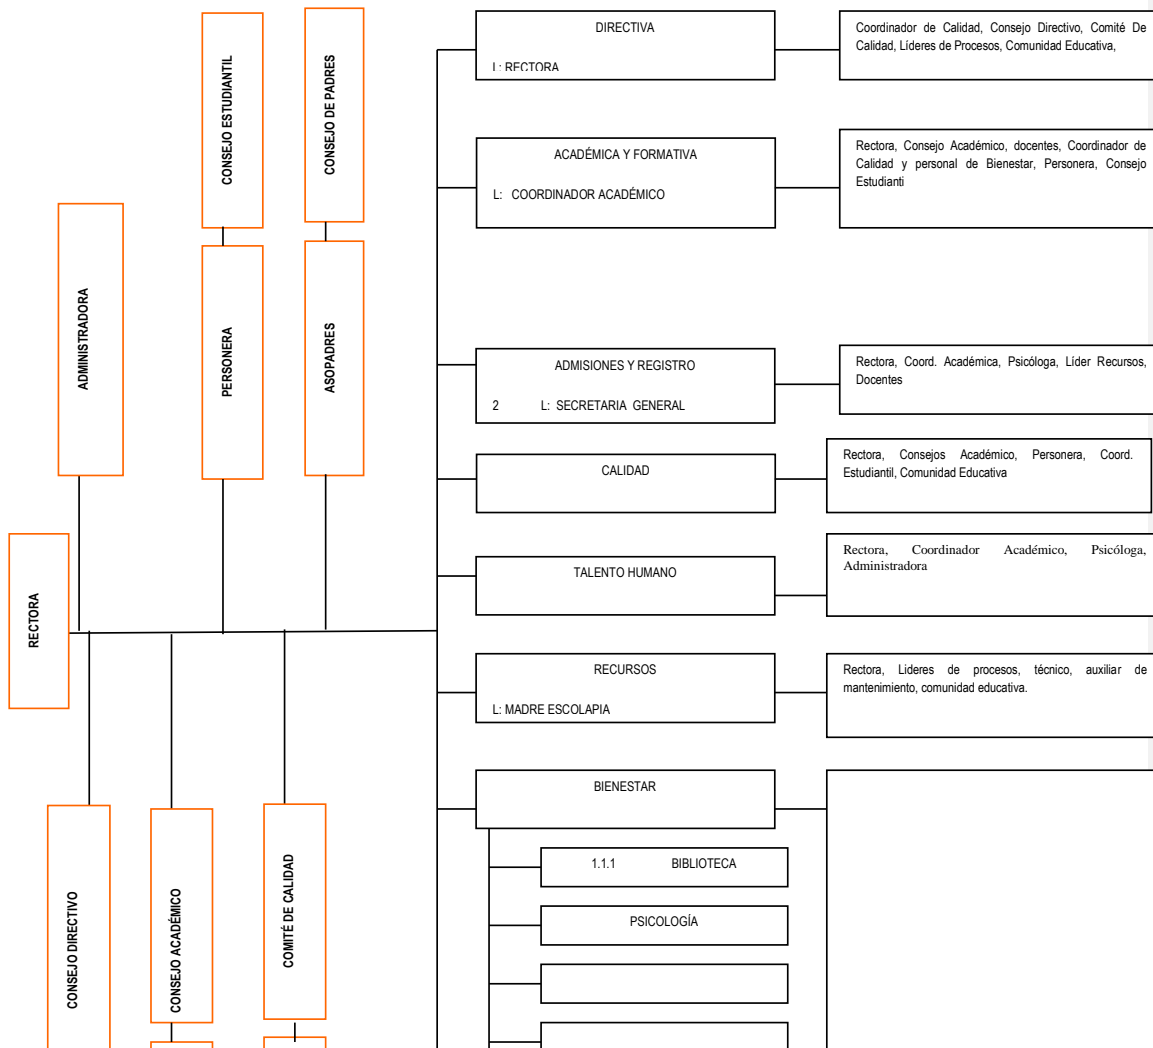 DIRECTIVA
L: RECTORA
Coordinador de Calidad, Consejo Directivo, Comité De
Calidad, Líderes de Procesos, Comunidad Educativa,
CONSEJO ESTUDIANTIL
CONSEJO DE PADRES
ACADÉMICA Y FORMATIVA
L: COORDINADOR ACADÉMICO
Rectora, Consejo Académico, docentes, Coordinador de
Calidad y personal de Bienestar, Personera, Consejo
Estudianti
ADMINISTRADORA
PERSONERA
ASOPADRES
ADMISIONES Y REGISTRO
2 L: SECRETARIA GENERAL
Rectora, Coord. Académica, Psicóloga, Líder Recursos,
Docentes
CALIDAD
Rectora, Consejos Académico, Personera, Coord.
Estudiantil, Comunidad Educativa
TALENTO HUMANO
Rectora, Coordinador Académico, Psicóloga,
Administradora
RECTORA
RECURSOS
L: MADRE ESCOLAPIA
Rectora, Lideres de procesos, técnico, auxiliar de
mantenimiento, comunidad educativa.
BIENESTAR
1.1.1 BIBLIOTECA
PSICOLOGÍA
CONSEJO DIRECTIVO
CONSEJO ACADÉMICO
COMITÉ DE CALIDAD